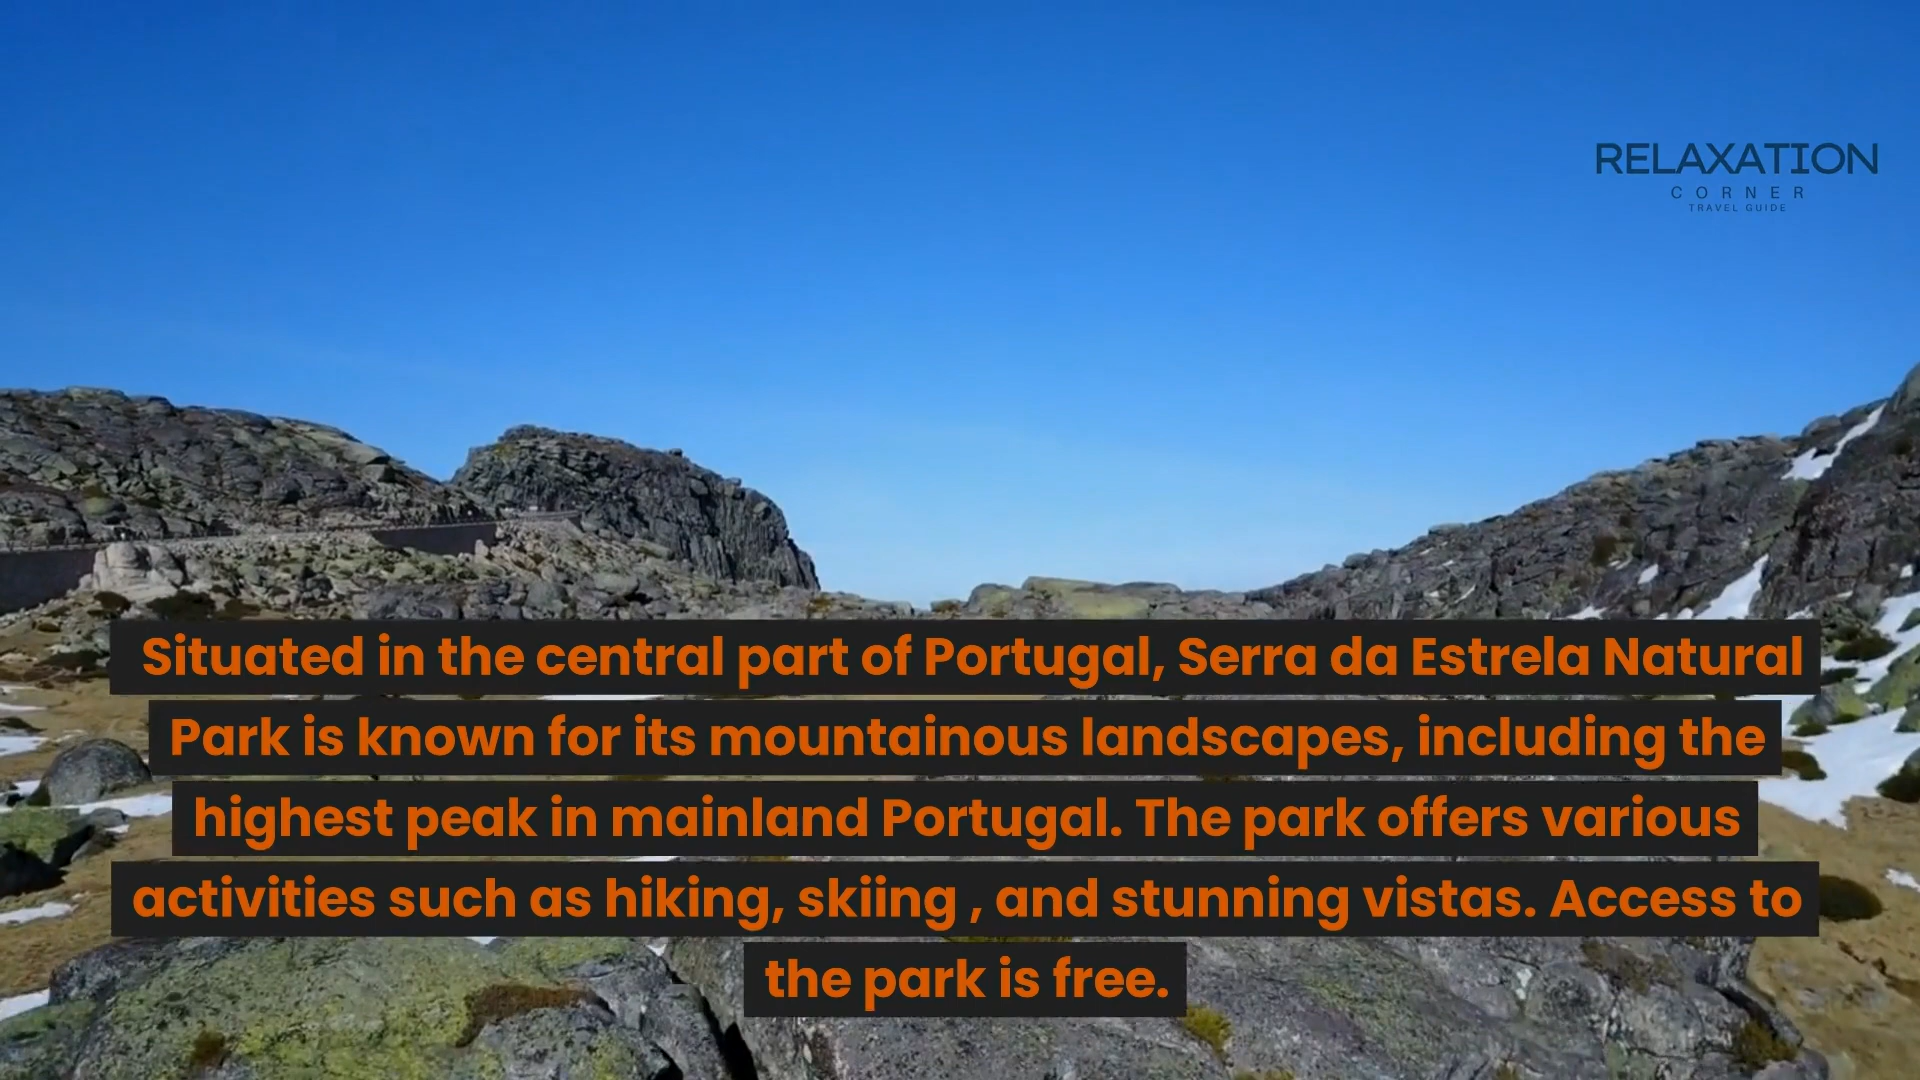 RELAXATION
CORNER
TRAVEL GUIDE
Situated in the central part of Portugal, Serra da Estrela Natural
Park is known for its mountainous landscapes, including the
highest peak in mainland Portugal. The park offers various
activities such as hiking, skiing , and stunning vistas. Access to
the park is free.